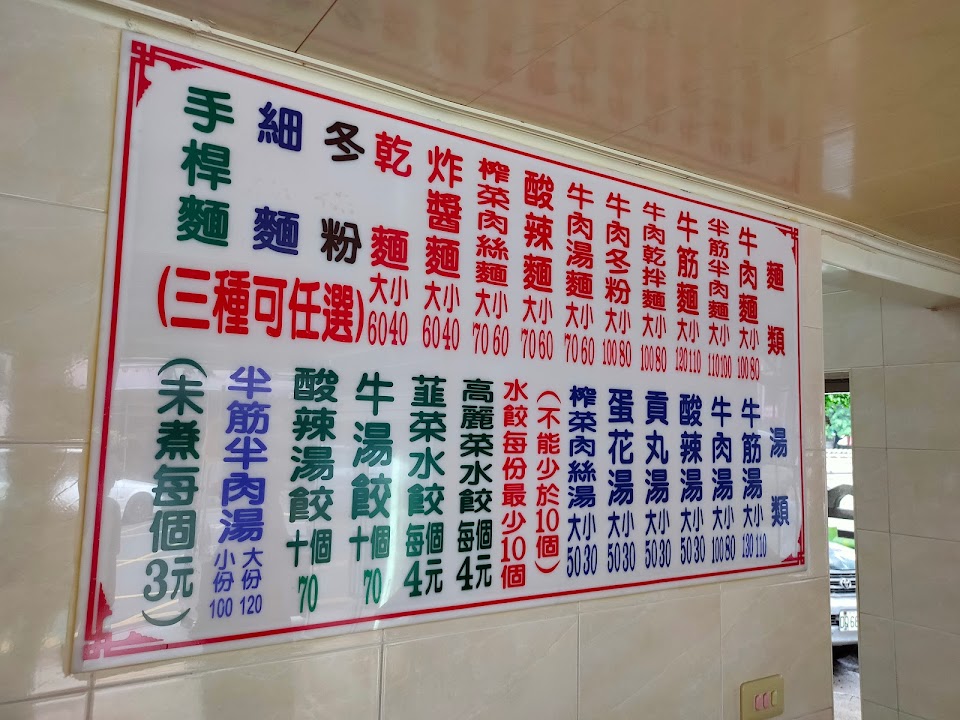 麵類
牛肉麵 大小 100 80
半筋半肉麵 大小 110 100
牛筋麵 大小 120 110
牛肉乾拌麵 大小 100 80
牛肉冬粉 大小 100 80
牛肉湯麵 大小 70 60
酸辣麵 大小 70 60
榨菜肉絲麵 大小 70 60
炸醬麵 大小 60 40
乾麵 大小 60 40
冬粉
細麵
手桿麵
(三種可任選)
湯類
牛筋湯 大小 130 110
牛肉湯 大小 100 80
酸辣湯 大小 50 30
貢丸湯 大小 50 30
蛋花湯 大小 50 30
榨菜肉絲湯 大小 50 30
(不能少於10個)
水餃每份最少10個
高麗菜水餃 每個4元
韮菜水餃 每個4元
牛湯餃 十個 70
酸辣湯餃 十個 70
半筋半肉湯 大份 120 小份 100
(未煮每個3元)